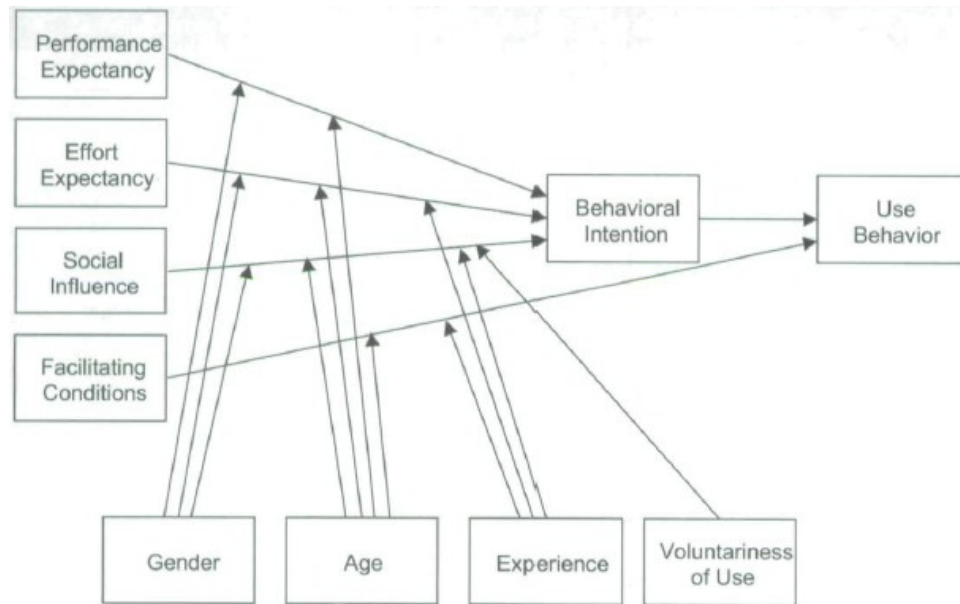 Performance
Expectancy
Effort
Expectancy
Social
Influence
Facilitating
Conditions
Behavioral
Intention
Use
Behavior
Gender
Age
Experience
Voluntariness
of Use